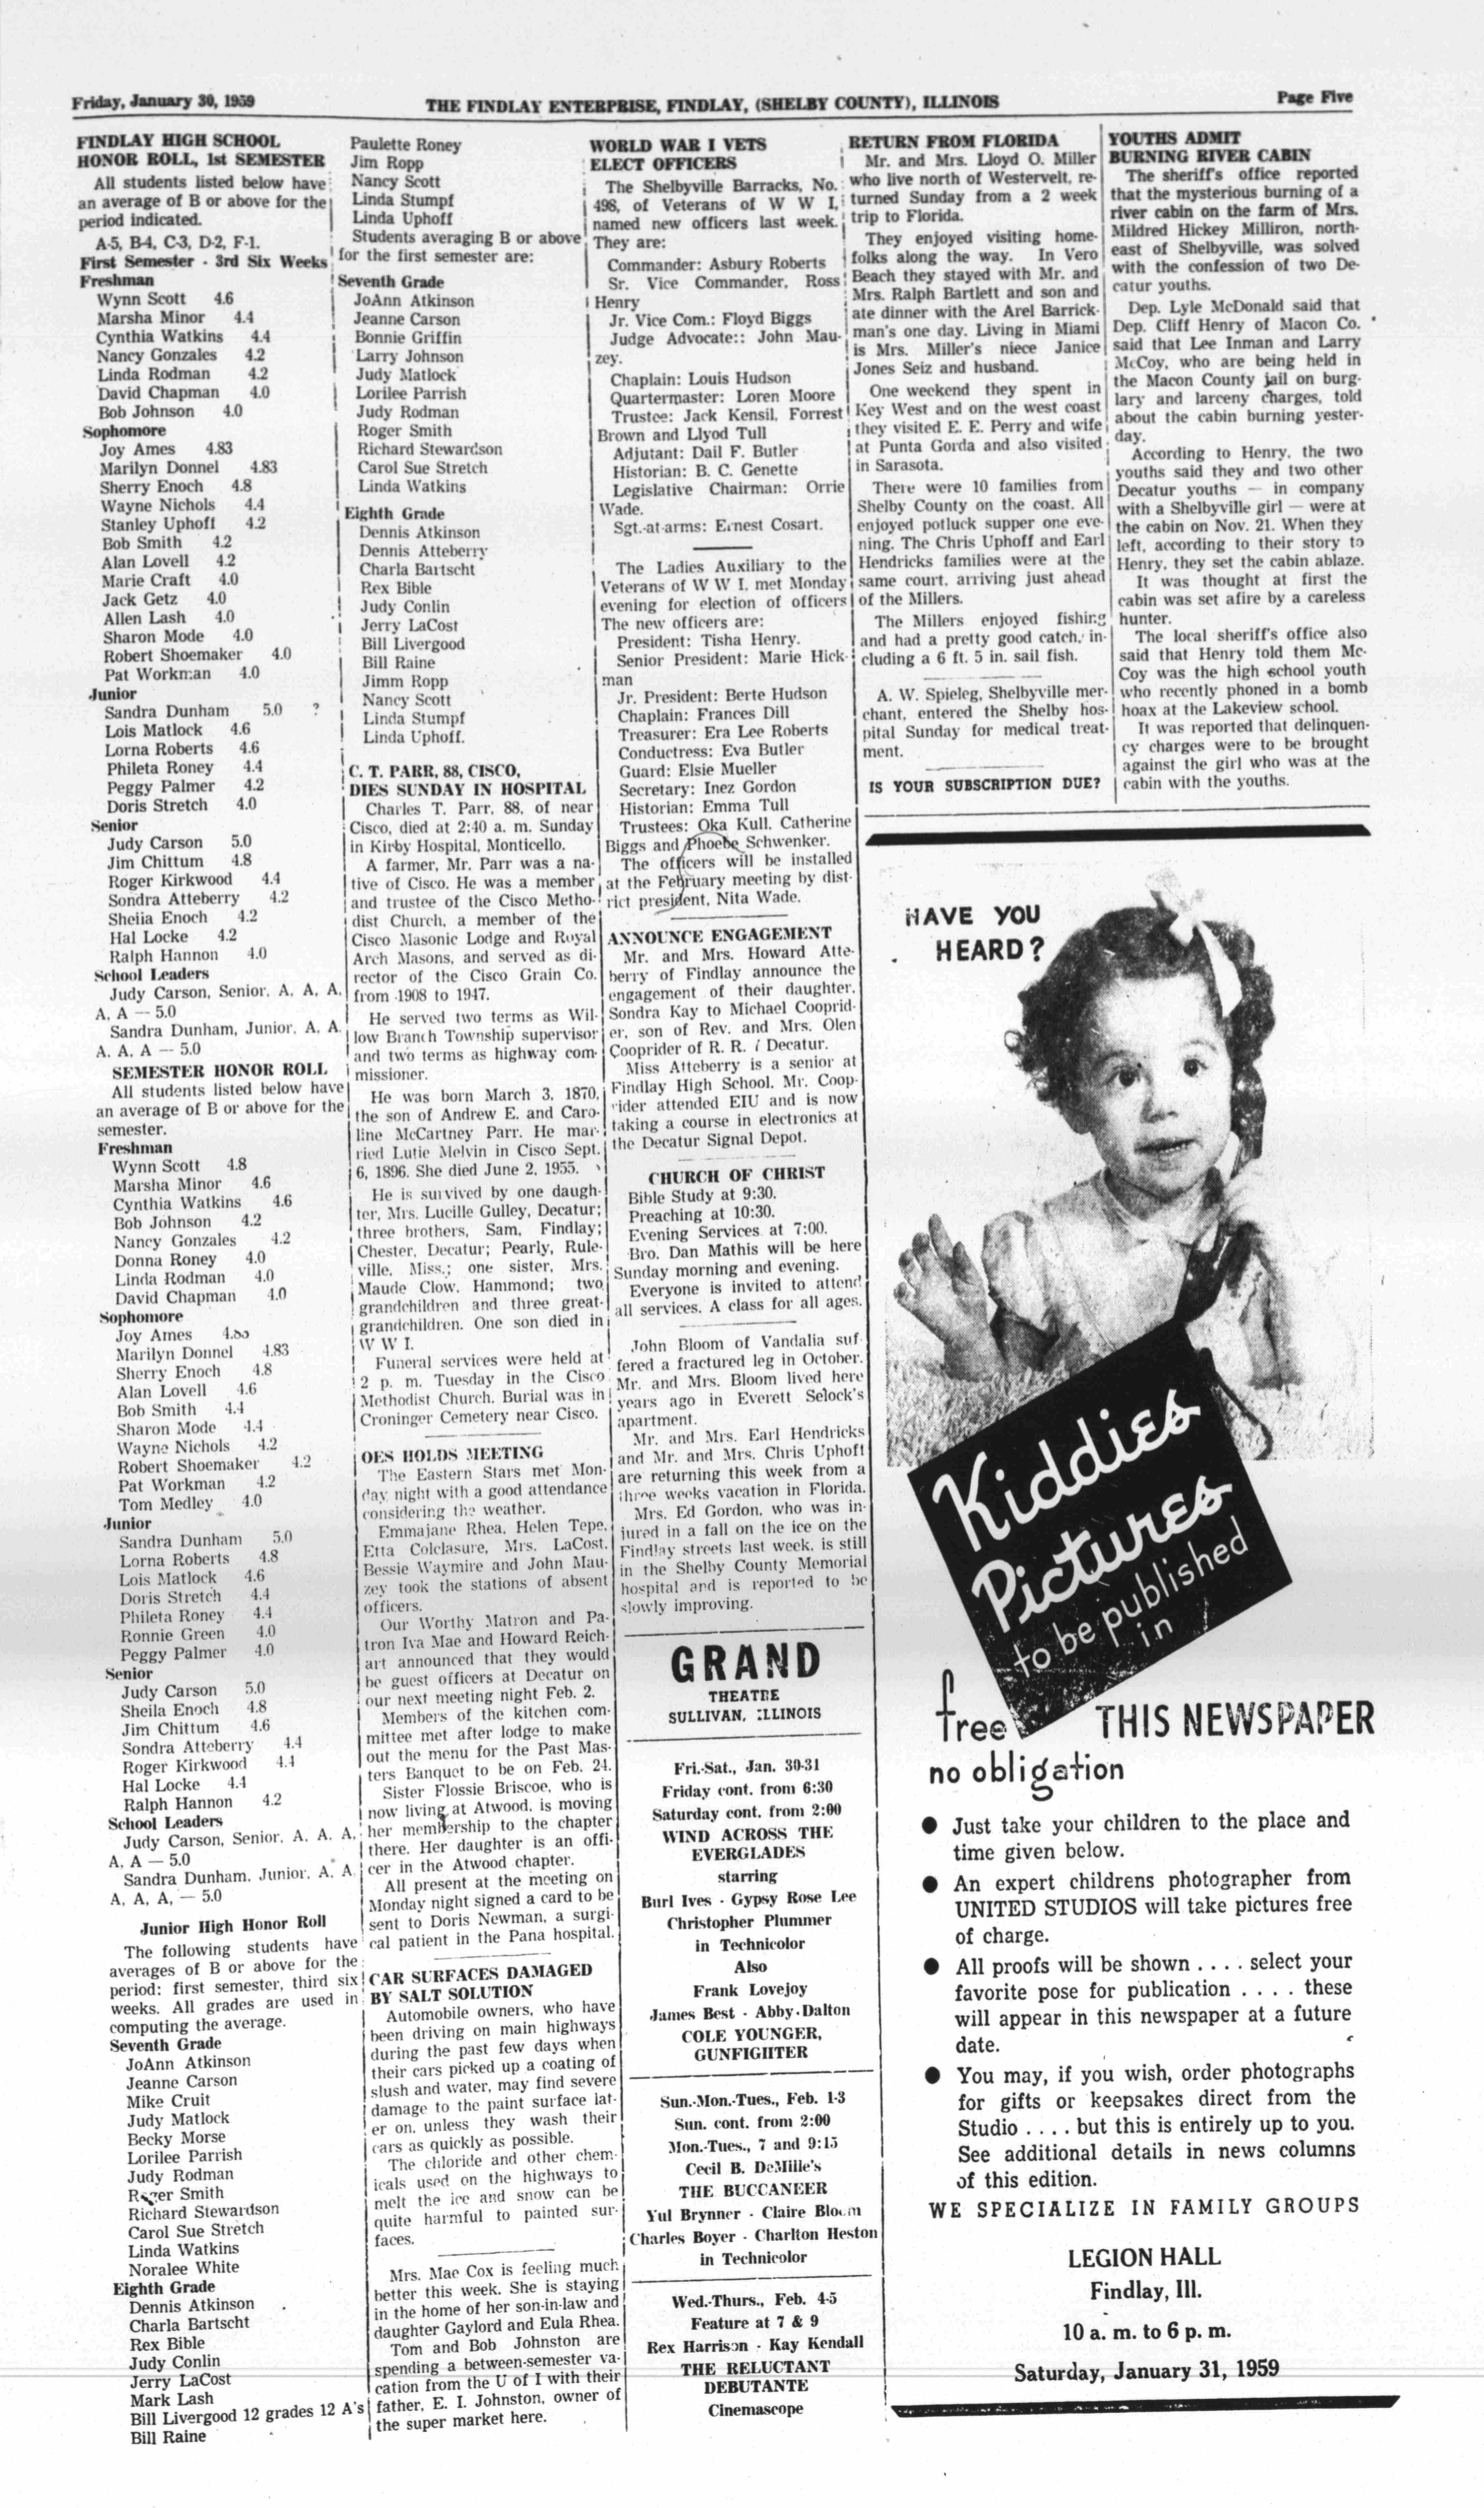 Friday, January 30, 1959
THE FINDLAY ENTERPRISE, FINDLAY, (SHELBY COUNTY), ILLINOIS
Page Five
FINDLAY HIGH SCHOOL
HONOR ROLL, 1st SEMESTER
All students listed below have
an average of B or above for the
period indicated.
A-5, B-4, C-3, D-2, F-1.
First Semester - 3rd Six Weeks
Freshman
Wynn Scott 4.6
Marsha Minor 4.4
Cynthia Watkins 4.4
Nancy Gonzales 4.2
Linda Rodman 4.2
David Chapman 4.0
Bob Johnson 4.0
Sophomore
Joy Ames 4.83
Marilyn Donnel 4.83
Sherry Enoch 4.8
Wayne Nichols 4.4
Stanley Uphoff 4.2
Bob Smith 4.2
Alan Lovell 4.2
Marie Craft 4.0
Jack Getz 4.0
Allen Lash 4.0
Sharon Mode 4.0
Robert Shoemaker 4.0
Pat Workman 4.0
Junior
Sandra Dunham 5.0 ?
Lois Matlock 4.6
Lorna Roberts 4.6
Phileta Roney 4.4
Peggy Palmer 4.2
Doris Stretch 4.0
Senior
Judy Carson 5.0
Jim Chittum 4.8
Roger Kirkwood 4.4
Sondra Atteberry 4.2
Sheila Enoch 4.2
Hal Locke 4.2
Ralph Hannon 4.0
School Leaders
Judy Carson, Senior, A, A, A,
A, A — 5.0
Sandra Dunham, Junior, A, A,
A. A. A — 5.0
SEMESTER HONOR ROLL
All students listed below have
an average of B or above for the
semester.
Freshman
Wynn Scott 4.8
Marsha Minor 4.6
Cynthia Watkins 4.6
Bob Johnson 4.2
Nancy Gonzales 4.2
Donna Roney 4.0
Linda Rodman 4.0
David Chapman 4.0
Sophomore
Joy Ames
Marilyn Donnel 4.83
Sherry Enoch 4.8
Alan Lovell 4.6
Bob Smith 4.4
Sharon Mode 4.4
Wayne Nichols 4.2
Robert Shoemaker 4.2
Pat Workman 4.2
Tom Medley 4.0
Junior
Sandra Dunham 5.0
Lorna Roberts 4.8
Lois Matlock 4.6
Doris Stretch 4.4
Phileta Roney 4.4
Ronnie Green 4.0
Peggy Palmer 4.0
Senior
Judy Carson 5.0
Sheila Enoch 4.8
Jim Chittum 4.6
Sondra Atteberry 4.4
Roger Kirkwood 4.4
Hal Locke 4.4
Ralph Hannon 4.2
School Leaders
Judy Carson, Senior, A. A. A,
A, A — 5.0
Sandra Dunham, Junior, A, A
A, A, A, — 5.0
Junior High Honor Roll
The following students have
averages of B or above for the
period: first semester, third six
weeks. All grades are used in
computing the average.
Seventh Grade
JoAnn Atkinson
Jeanne Carson
Mike Cruit
Judy Matlock
Becky Morse
Lorilee Parrish
Judy Rodman
Roger Smith
Richard Stewardson
Carol Sue Stretch
Linda Watkins
Noralee White
Eighth Grade
Dennis Atkinson
Charla Bartscht
Rex Bible
Judy Conlin
Jerry LaCost
Mark Lash
Bill Livergood 12 grades 12 A's
Bill Raine
Paulette Roney
Jim Ropp
Nancy Scott
Linda Stumpf
Linda Uphoff
Students averaging B or above
for the first semester are:
Seventh Grade
JoAnn Atkinson
Jeanne Carson
Bonnie Griffin
Larry Johnson
Judy Matlock
Lorilee Parrish
Judy Rodman
Roger Smith
Richard Stewardson
Carol Sue Stretch
Linda Watkins
Eighth Grade
Dennis Atkinson
Dennis Atteberry
Charla Bartscht
Rex Bible
Judy Conlin
Jerry LaCost
Bill Livergood
Bill Raine
Jimm Ropp
Nancy Scott
Linda Stumpf
Linda Uphoff.
C. T. PARR, 88, CISCO,
DIES SUNDAY IN HOSPITAL
Charles T. Parr, 88, of near
Cisco, died at 2:40 a. m. Sunday
in Kirby Hospital, Monticello.
A farmer, Mr. Parr was a na-
tive of Cisco. He was a member
and trustee of the Cisco Metho-
dist Church, a member of the
Cisco Masonic Lodge and Royal
Arch Masons, and served as di-
rector of the Cisco Grain Co.
from 1908 to 1947.
He served two terms as Wil-
low Branch Township supervisor
and two terms as highway com-
missioner.
He was born March 3, 1870,
the son of Andrew E. and Caro-
line McCartney Parr. He mar-
ried Lutie Melvin in Cisco Sept.
6, 1896. She died June 2, 1955.
He is survived by one daugh-
ter, Mrs. Lucille Gulley, Decatur;
three brothers, Sam, Findlay;
Chester, Decatur; Pearly, Rule-
ville, Miss.; one sister, Mrs.
Maude Clow, Hammond; two
grandchildren and three great-
grandchildren. One son died in
W W I.
Funeral services were held at
2 p. m. Tuesday in the Cisco
Methodist Church. Burial was in
Croninger Cemetery near Cisco.
OES HOLDS MEETING
The Eastern Stars met Mon-
day night with a good attendance
considering the weather.
Emmajane Rhea, Helen Tepe,
Etta Colclasure, Mrs. LaCost,
Bessie Waymire and John Mau-
zey took the stations of absent
officers.
Our Worthy Matron and Pa-
tron Iva Mae and Howard Reich-
art announced that they would
be guest officers at Decatur on
our next meeting night Feb. 2.
Members of the kitchen com-
mittee met after lodge to make
out the menu for the Past Mas-
ters Banquet to be on Feb. 24.
Sister Flossie Briscoe, who is
now living at Atwood, is moving
her membership to the chapter
there. Her daughter is an offi-
cer in the Atwood chapter.
All present at the meeting on
Monday night signed a card to be
sent to Doris Newman, a surgi-
cal patient in the Pana hospital.
CAR SURFACES DAMAGED
BY SALT SOLUTION
Automobile owners, who have
been driving on main highways
during the past few days when
their cars picked up a coating of
slush and water, may find severe
damage to the paint surface lat-
er on, unless they wash their
cars as quickly as possible.
The chloride and other chem-
icals used on the highways to
melt the ice and snow can be
quite harmful to painted sur-
faces.
Mrs. Mae Cox is feeling much
better this week. She is staying
in the home of her son-in-law and
daughter Gaylord and Eula Rhea.
Tom and Bob Johnston are
spending a between-semester va-
cation from the U of I with their
father, E. I. Johnston, owner of
the super market here.
WORLD WAR I VETS
ELECT OFFICERS
The Shelbyville Barracks, No.
498, of Veterans of W W I,
named new officers last week.
They are:
Commander: Asbury Roberts
Sr. Vice Commander, Ross
Henry
Jr. Vice Com.: Floyd Biggs
Judge Advocate:: John Mau-
zey.
Chaplain: Louis Hudson
Quartermaster: Loren Moore
Trustee: Jack Kensil, Forrest
Brown and Llyod Tull
Adjutant: Dail F. Butler
Historian: B. C. Genette
Legislative Chairman: Orrie
Wade.
Sgt.-at-arms: Ernest Cosart.
The Ladies Auxiliary to the
Veterans of W W I, met Monday
evening for election of officers
The new officers are:
President: Tisha Henry.
Senior President: Marie Hick-
man
Jr. President: Berte Hudson
Chaplain: Frances Dill
Treasurer: Era Lee Roberts
Conductress: Eva Butler
Guard: Elsie Mueller
Secretary: Inez Gordon
Historian: Emma Tull
Trustees: Oka Kull, Catherine
Biggs and Phoebe Schwenker.
The officers will be installed
at the February meeting by dist-
rict president, Nita Wade.
ANNOUNCE ENGAGEMENT
Mr. and Mrs. Howard Atte-
berry of Findlay announce the
engagement of their daughter,
Sondra Kay to Michael Cooprid-
er, son of Rev. and Mrs. Olen
Cooprider of R. R. 7 Decatur.
Miss Atteberry is a senior at
Findlay High School. Mr. Coop-
rider attended EIU and is now
taking a course in electronics at
the Decatur Signal Depot.
CHURCH OF CHRIST
Bible Study at 9:30.
Preaching at 10:30.
Evening Services at 7:00.
Bro. Dan Mathis will be here
Sunday morning and evening.
Everyone is invited to attend
all services. A class for all ages.
John Bloom of Vandalia suf-
fered a fractured leg in October.
Mr. and Mrs. Bloom lived here
years ago in Everett Selock's
apartment.
Mr. and Mrs. Earl Hendricks
and Mr. and Mrs. Chris Uphoff
are returning this week from a
three weeks vacation in Florida.
Mrs. Ed Gordon, who was in-
jured in a fall on the ice on the
Findlay streets last week, is still
in the Shelby County Memorial
hospital and is reported to be
slowly improving.
GRAND
THEATRE
SULLIVAN, ILLINOIS
Fri.-Sat., Jan. 30-31
Friday cont. from 6:30
Saturday cont. from 2:00
WIND ACROSS THE
EVERGLADES
starring
Burl Ives - Gypsy Rose Lee
Christopher Plummer
in Technicolor
Also
Frank Lovejoy
James Best - Abby Dalton
COLE YOUNGER,
GUNFIGHTER
Sun.-Mon.-Tues., Feb. 1-3
Sun. cont. from 2:00
Mon.-Tues., 7 and 9:15
Cecil B. DeMille's
THE BUCCANEER
Yul Brynner - Claire Bloom
Charles Boyer - Charlton Heston
in Technicolor
Wed.-Thurs., Feb. 4-5
Feature at 7 & 9
Rex Harrison - Kay Kendall
THE RELUCTANT
DEBUTANTE
Cinemascope
RETURN FROM FLORIDA
Mr. and Mrs. Lloyd O. Miller
who live north of Westervelt, re-
turned Sunday from a 2 week
trip to Florida.
They enjoyed visiting home-
folks along the way. In Vero
Beach they stayed with Mr. and
Mrs. Ralph Bartlett and son and
ate dinner with the Arel Barrick-
man's one day. Living in Miami
is Mrs. Miller's niece Janice
Jones Seiz and husband.
One weekend they spent in
Key West and on the west coast
they visited E. E. Perry and wife
at Punta Gorda and also visited
in Sarasota.
There were 10 families from
Shelby County on the coast. All
enjoyed potluck supper one eve-
ning. The Chris Uphoff and Earl
Hendricks families were at the
same court, arriving just ahead
of the Millers.
The Millers enjoyed fishing
and had a pretty good catch, in-
cluding a 6 ft. 5 in. sail fish.
A. W. Spieleg, Shelbyville mer-
chant, entered the Shelby hos-
pital Sunday for medical treat-
ment.
IS YOUR SUBSCRIPTION DUE?
YOUTHS ADMIT
BURNING RIVER CABIN
The sheriff's office reported
that the mysterious burning of a
river cabin on the farm of Mrs.
Mildred Hickey Milliron, north-
east of Shelbyville, was solved
with the confession of two De-
catur youths.
Dep. Lyle McDonald said that
Dep. Cliff Henry of Macon Co.
said that Lee Inman and Larry
McCoy, who are being held in
the Macon County jail on burg-
lary and larceny charges, told
about the cabin burning yester-
day.
According to Henry, the two
youths said they and two other
Decatur youths — in company
with a Shelbyville girl — were at
the cabin on Nov. 21. When they
left, according to their story to
Henry, they set the cabin ablaze.
It was thought at first the
cabin was set afire by a careless
hunter.
The local sheriff's office also
said that Henry told them Mc-
Coy was the high school youth
who recently phoned in a bomb
hoax at the Lakeview school.
It was reported that delinquen-
cy charges were to be brought
against the girl who was at the
cabin with the youths.
HAVE YOU
HEARD?
Kiddies
Pictures
to be published
in
free
THIS NEWSPAPER
no obligation
● Just take your children to the place and
time given below.
● An expert childrens photographer from
UNITED STUDIOS will take pictures free
of charge.
● All proofs will be shown . . . . select your
favorite pose for publication . . . . these
will appear in this newspaper at a future
date.
● You may, if you wish, order photographs
for gifts or keepsakes direct from the
Studio . . . . but this is entirely up to you.
See additional details in news columns
of this edition.
WE SPECIALIZE IN FAMILY GROUPS
LEGION HALL
Findlay, Ill.
10 a. m. to 6 p. m.
Saturday, January 31, 1959